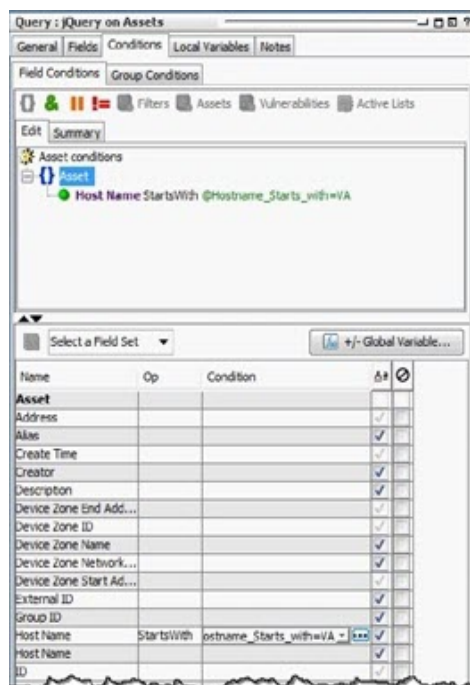 Query : jQuery on Assets
General Fields Conditions Local Variables Notes
Field Conditions Group Conditions
{} & || != Filters Assets Vulnerabilities Active Lists
Edit Summary
Asset conditions
{} Asset
Host Name StartsWith @Hostname_Starts_with=VA
Select a Field Set +/- Global Variable...
Name Op Condition
Asset
Address
Alias
Create Time
Creator
Description
Device Zone End Add...
Device Zone ID
Device Zone Name
Device Zone Network...
Device Zone Start Ad...
External ID
Group ID
Host Name StartsWith ostname_Starts_with=VA
Host Name
ID